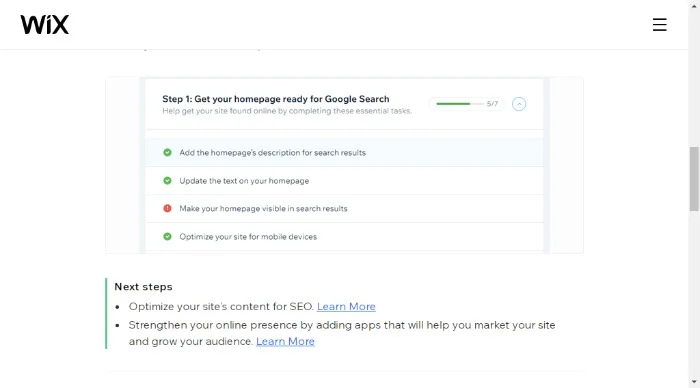 WiX
Step 1: Get your homepage ready for Google Search
5/7
Help get your site found online by completing these essential tasks.
Add the homepage's description for search results
Update the text on your homepage
Make your homepage visible in search results
Optimize your site for mobile devices
Next steps
Optimize your site's content for SEO. Learn More
Strengthen your online presence by adding apps that will help you market your site
and grow your audience. Learn More